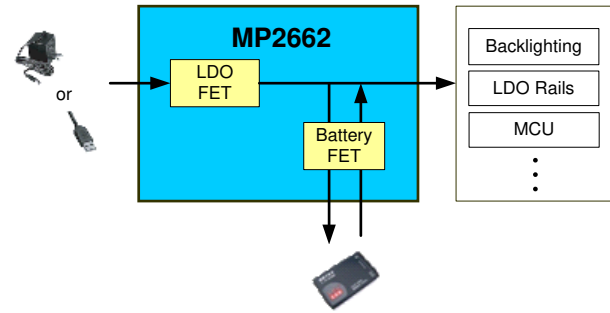 MP2662
or
LDO
FET
Battery
FET
Backlighting
LDO Rails
MCU